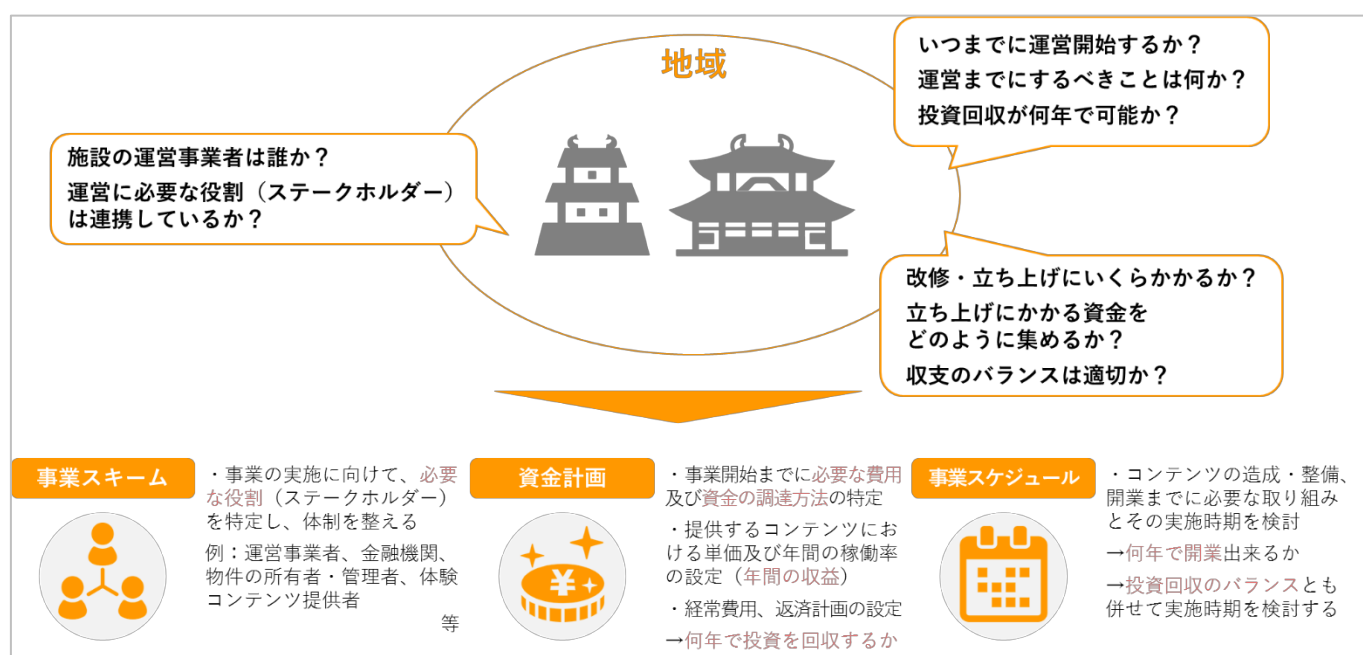 地域
施設の運営事業者は誰か？
運営に必要な役割（ステークホルダー）
は連携しているか？
いつまでに運営開始するか？
運営までにするべきことは何か？
投資回収が何年で可能か？
改修・立ち上げにいくらかかるか？
立ち上げにかかる資金を
どのように集めるか？
収支のバランスは適切か？
事業スキーム
・事業の実施に向けて、必要
な役割（ステークホルダー）
を特定し、体制を整える
例：運営事業者、金融機関、
物件の所有者・管理者、体験
コンテンツ提供者
等
資金計画
¥
・事業開始までに必要な費用
及び資金の調達方法の特定
・提供するコンテンツにお
ける単価及び年間の稼働率
の設定（年間の収益）
・経常費用、返済計画の設定
→何年で投資を回収するか
事業スケジュール
・コンテンツの造成・整備、
開業までに必要な取り組み
とその実施時期を検討
→何年で開業出来るか
→投資回収のバランスとも
併せて実施時期を検討する